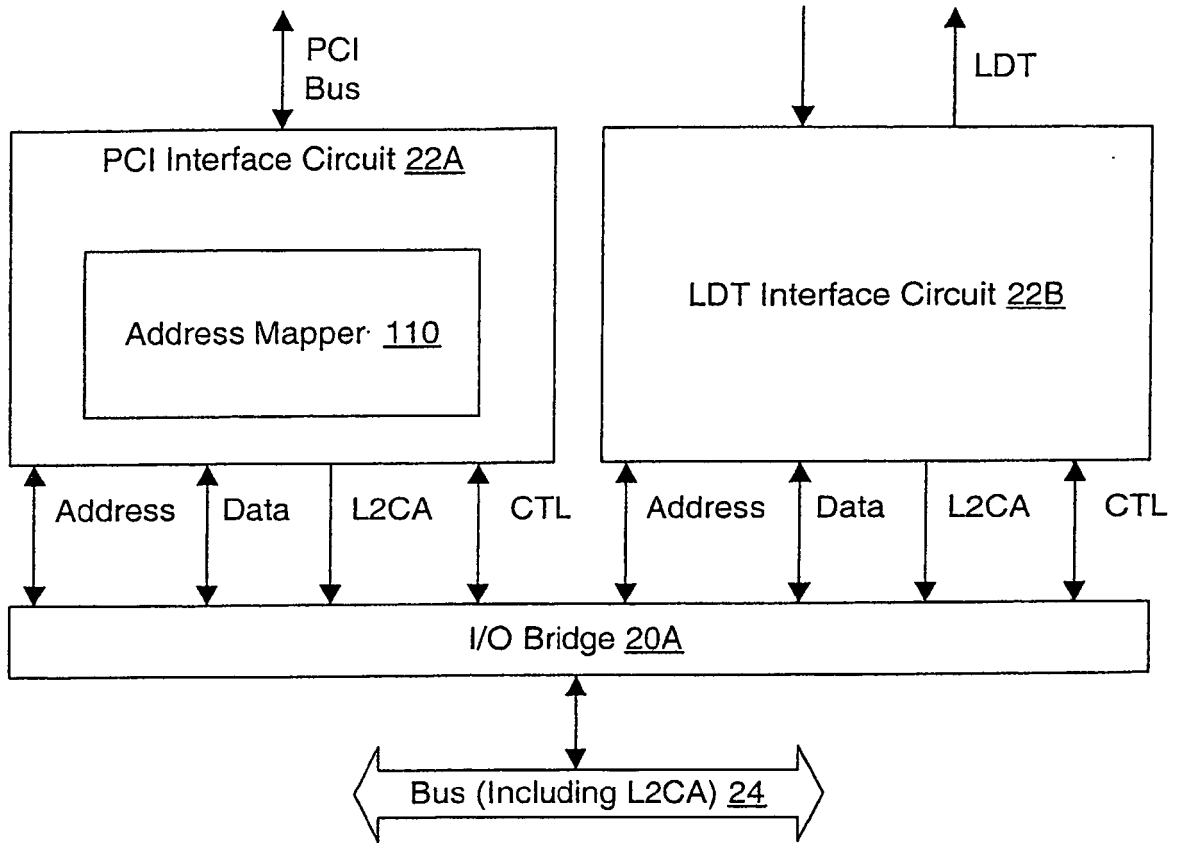 PCI
Bus
LDT
PCI Interface Circuit 22A
Address Mapper 110
LDT Interface Circuit 22B
Address Data L2CA CTL Address Data L2CA CTL
I/O Bridge 20A
Bus (Including L2CA) 24